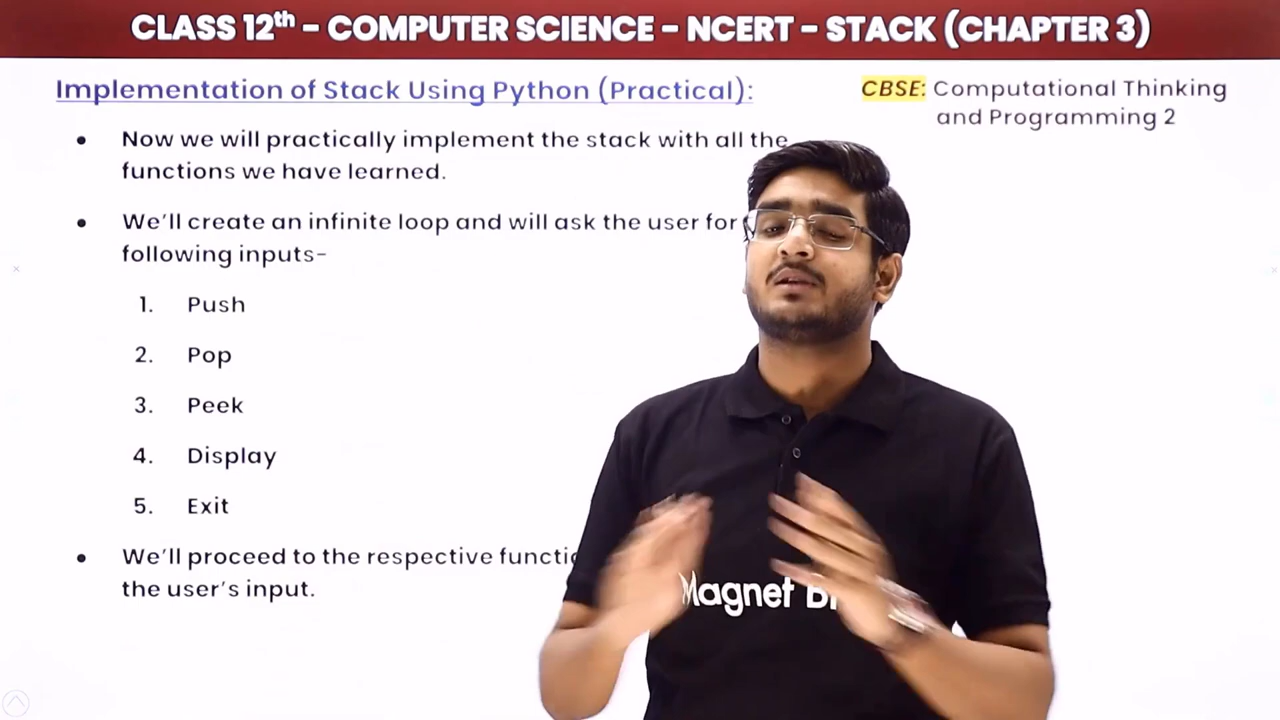 CLASS 12th - COMPUTER SCIENCE - NCERT - STACK (CHAPTER 3)
Implementation of Stack Using Python (Practical):
CBSE: Computational Thinking
and Programming 2
• Now we will practically implement the stack with all the
functions we have learned.
• We'll create an infinite loop and will ask the user for
following inputs-
1. Push
2. Pop
3. Peek
4. Display
5. Exit
• We'll proceed to the respective
the user's input.
Magnet